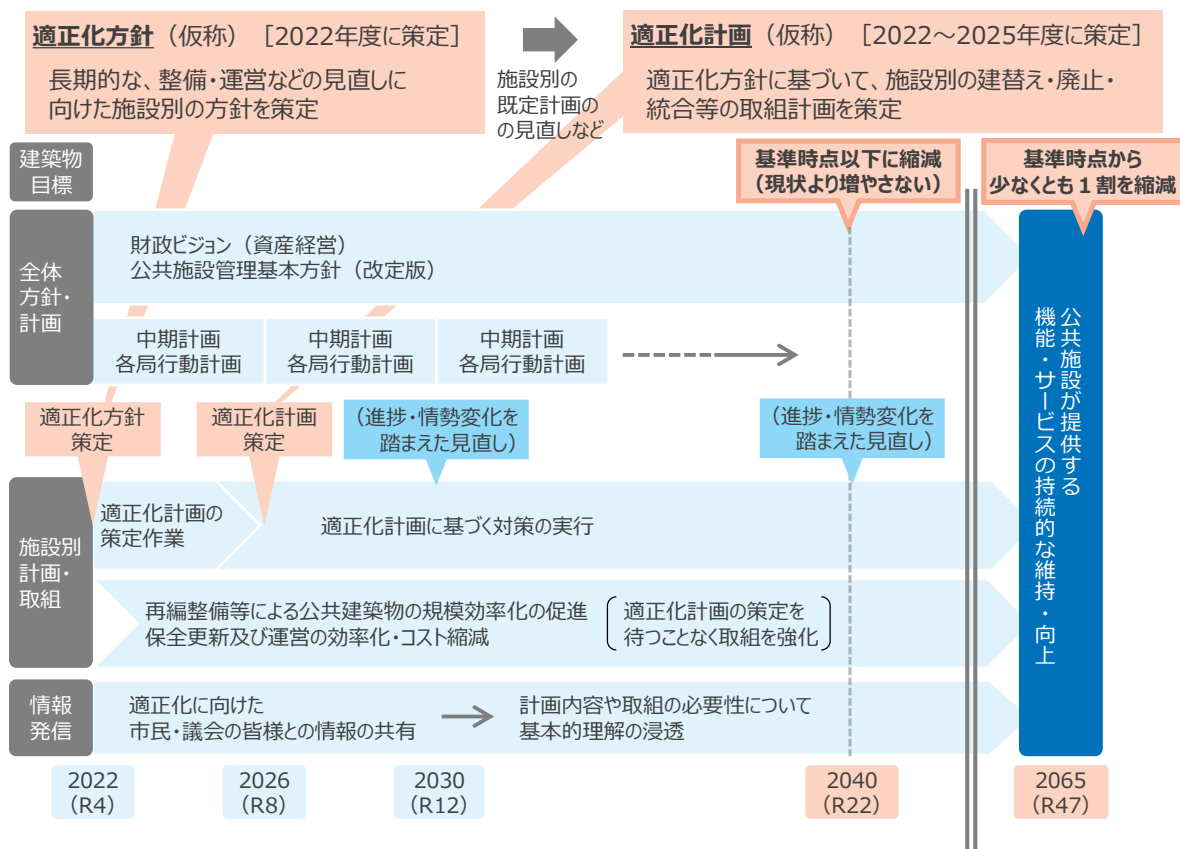 適正化方針（仮称）［2022年度に策定］
長期的な、整備・運営などの見直しに
向けた施設別の方針を策定
施設別の
既定計画の
の見直しなど
適正化計画（仮称）［2022～2025年度に策定］
適正化方針に基づいて、施設別の建替え・廃止・
統合等の取組計画を策定
建築物
目標
基準時点以下に縮減
（現状より増やさない）
基準時点から
少なくとも１割を縮減
全体
方針・
計画
財政ビジョン（資産経営）
公共施設管理基本方針（改定版）
中期計画
各局行動計画
中期計画
各局行動計画
中期計画
各局行動計画
適正化方針
策定
適正化計画
策定
（進捗・情勢変化を
踏まえた見直し）
（進捗・情勢変化を
踏まえた見直し）
施設別
計画・
取組
適正化計画の
策定作業
適正化計画に基づく対策の実行
再編整備等による公共建築物の規模効率化の促進
保全更新及び運営の効率化・コスト縮減
適正化計画の策定を
待つことなく取組を強化
公共施設が提供する
機能・サービスの持続的な維持・向上
情報
発信
適正化に向けた
市民・議会の皆様との情報の共有
計画内容や取組の必要性について
基本的理解の浸透
2022
（R4）
2026
（R8）
2030
（R12）
2040
（R22）
2065
（R47）